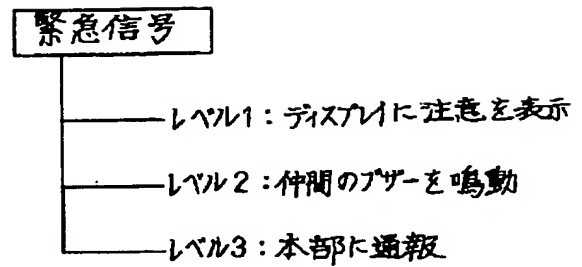 緊急信号
レベル1：ディスプレイに注意を表示
レベル2：仲間のブザーを鳴動
レベル3：本部に通報